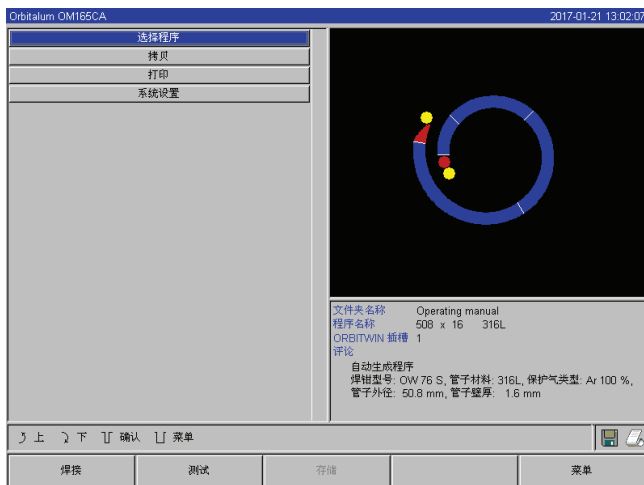 Orbitalum OM165CA 2017-01-21 13:02:07
选择程序
拷贝
打印
系统设置
文件夹名称 Operating manual
程序名称 508 x 16 316L
ORBITWIN 插槽 1
评论
自动生成程序
焊钳型号: OW 76 S, 管子材料: 316L, 保护气类型: Ar 100 %,
管子外径: 50.8 mm, 管子壁厚: 1.6 mm
上 下 确认 菜单
焊接 测试 存储 菜单